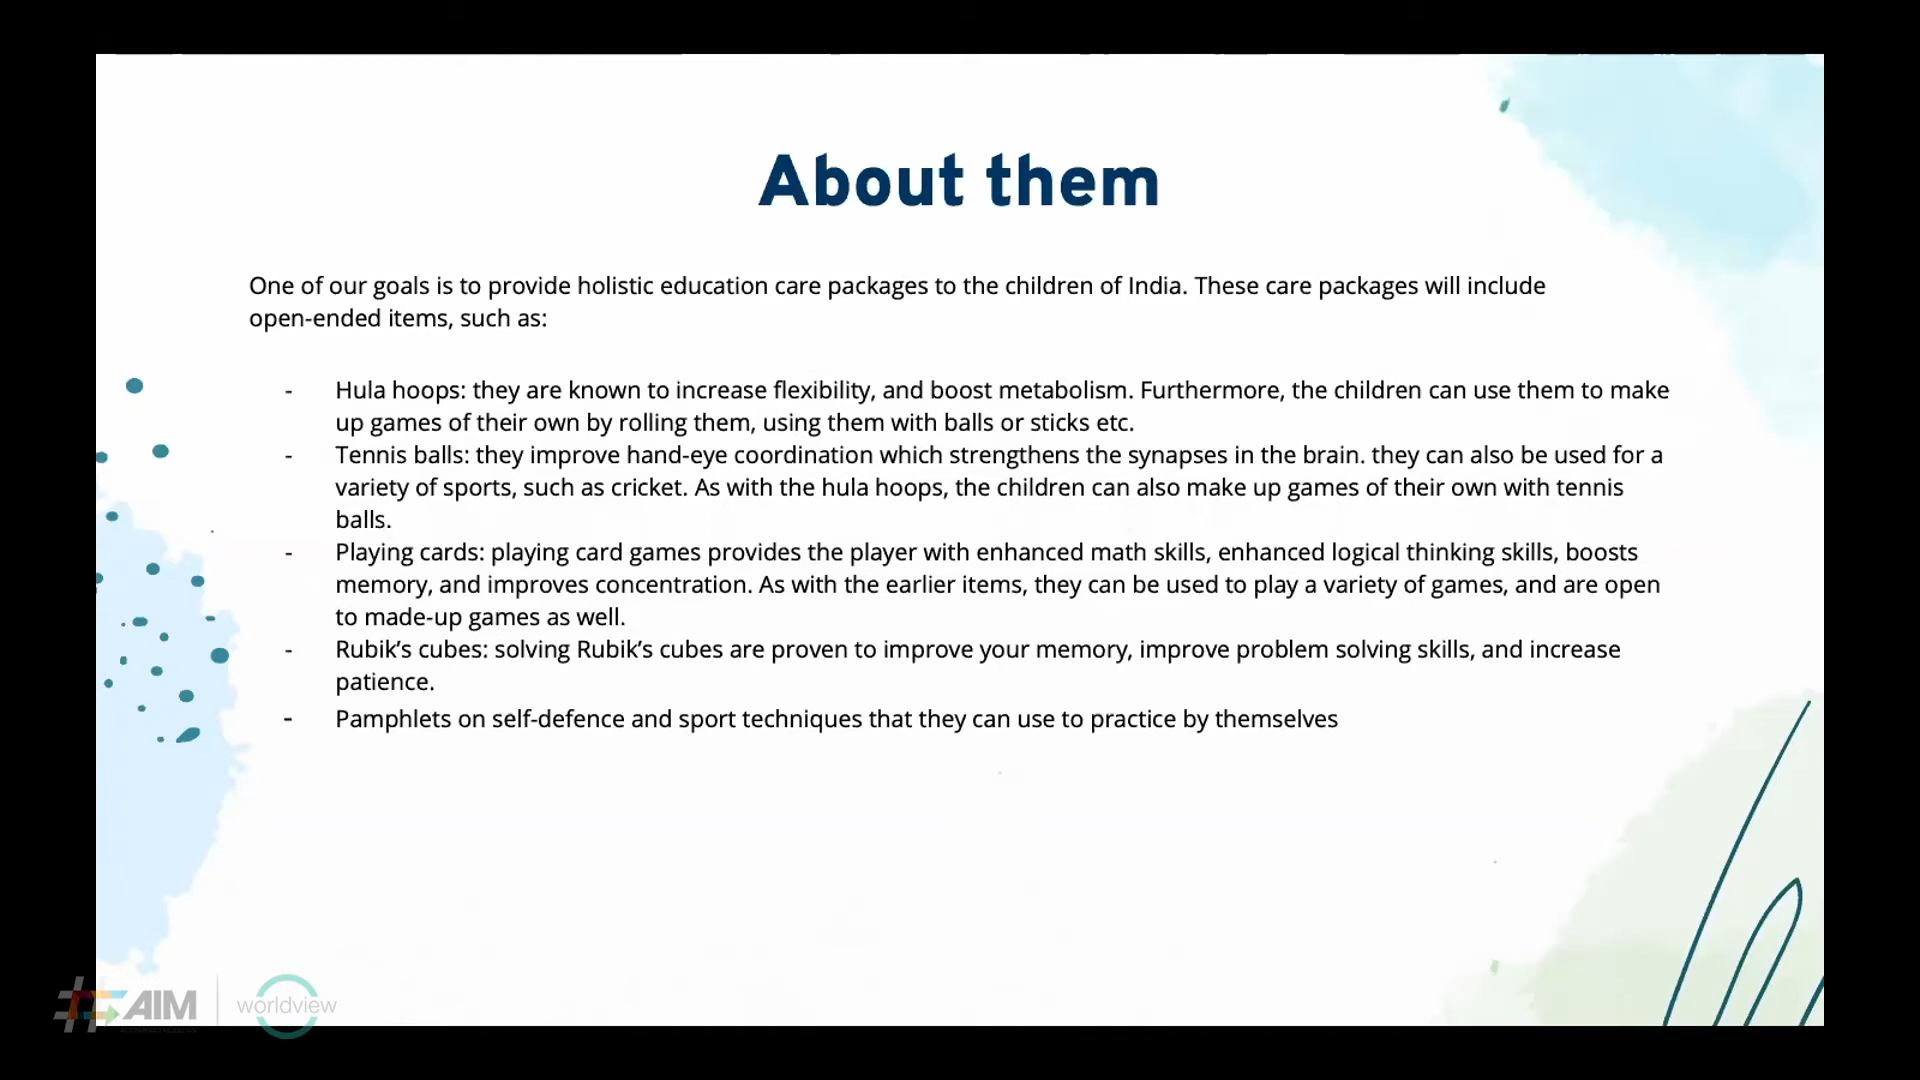 About them
One of our goals is to provide holistic education care packages to the children of India. These care packages will include
open-ended items, such as:
- Hula hoops: they are known to increase flexibility, and boost metabolism. Furthermore, the children can use them to make
up games of their own by rolling them, using them with balls or sticks etc.
- Tennis balls: they improve hand-eye coordination which strengthens the synapses in the brain. they can also be used for a
variety of sports, such as cricket. As with the hula hoops, the children can also make up games of their own with tennis
balls.
- Playing cards: playing card games provides the player with enhanced math skills, enhanced logical thinking skills, boosts
memory, and improves concentration. As with the earlier items, they can be used to play a variety of games, and are open
to made-up games as well.
- Rubik’s cubes: solving Rubik’s cubes are proven to improve your memory, improve problem solving skills, and increase
patience.
- Pamphlets on self-defence and sport techniques that they can use to practice by themselves
AIM worldview